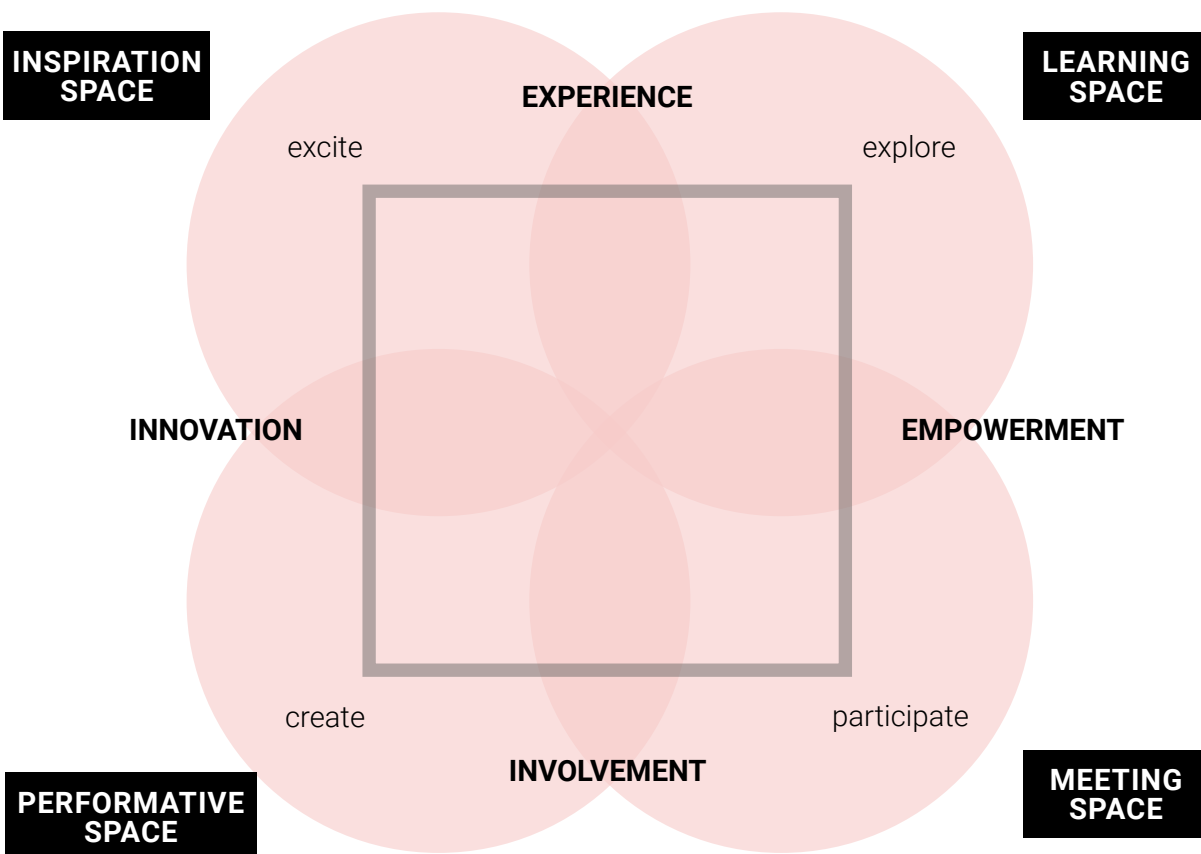 INSPIRATION
SPACE
LEARNING
SPACE
EXPERIENCE
excite
explore
INNOVATION
EMPOWERMENT
create
participate
INVOLVEMENT
PERFORMATIVE
SPACE
MEETING
SPACE